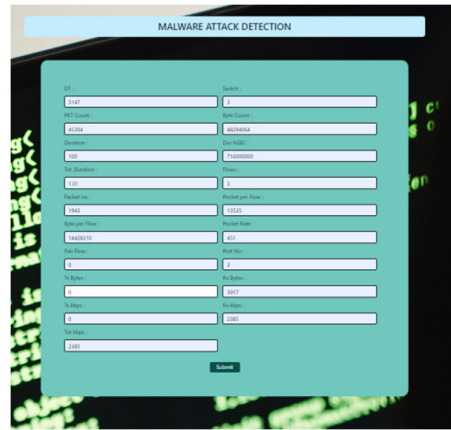 MALWARE ATTACK DETECTION
DT : Switch :
5147 3
PKT Count : Byte Count :
45304 48294064
Duration : Dur NSEC :
100 716000000
Tot. Duration : Flows :
1.01 3
Packet Ins : Packet per Flow :
1943 13535
Byte per Flow : Packet Rate :
14428310 451
Pair Flow : Port No :
0 3
Tx Bytes : Rx Bytes :
0 3917
Tx kbps : Rx kbps :
0 2385
Tot kbps :
2385
Submit